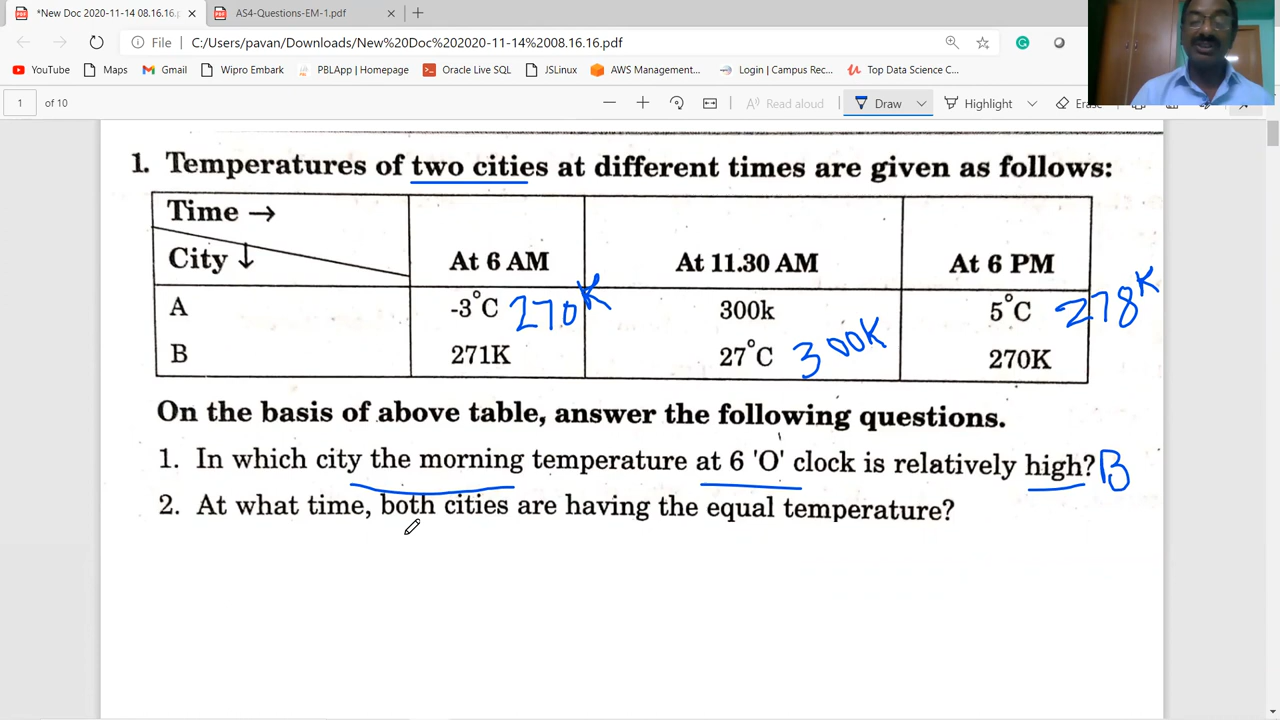 *New Doc 2020-11-14 08.16.16.p
AS4-Questions-EM-1.pdf
File C:/Users/pavan/Downloads/New%20Doc%202020-11-14%2008.16.16.pdf
YouTube Maps Gmail Wipro Embark PBLApp | Homepage Oracle Live SQL JSLinux AWS Management... Login | Campus Rec... Top Data Science C...
1 of 10 Read aloud Draw Highlight Erase
1. Temperatures of two cities at different times are given as follows:
Time →
City ↓ At 6 AM At 11.30 AM At 6 PM
A -3°C 270K 300k 5°C 278K
B 271K 27°C 300K 270K
On the basis of above table, answer the following questions.
1. In which city the morning temperature at 6 'O' clock is relatively high? B
2. At what time, both cities are having the equal temperature?